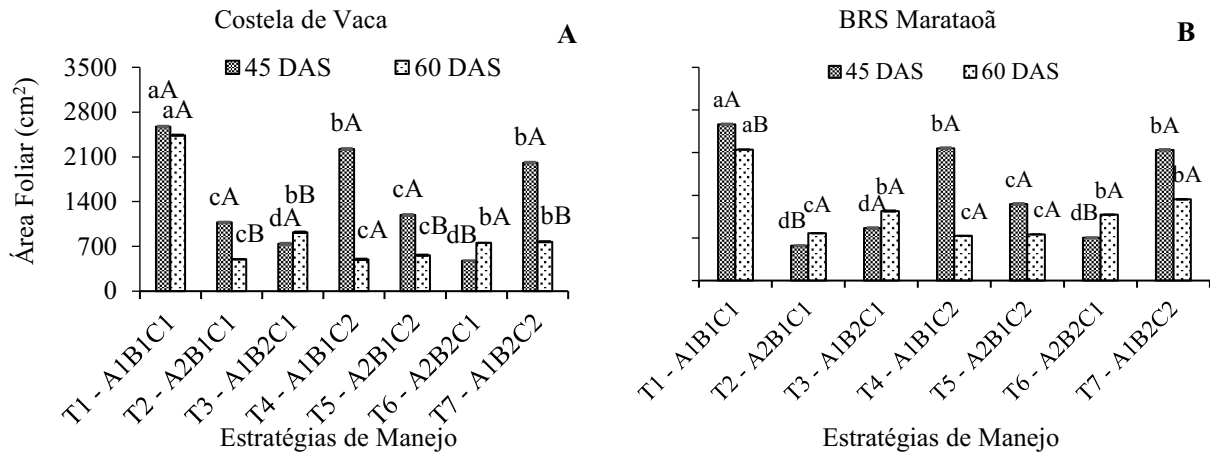 Costela de Vaca
A
45 DAS
60 DAS
Área Foliar (cm²)
3500
2800
2100
1400
700
0
aA
aA
cA
cB
dA
bB
bA
cA
cA
cB
dB
bA
bA
bB
T1 - A1B1C1
T2 - A2B1C1
T3 - A1B2C1
T4 - A1B1C2
T5 - A2B1C2
T6 - A2B2C1
T7 - A1B2C2
Estratégias de Manejo
BRS Marataoã
B
45 DAS
60 DAS
aA
aB
dB
cA
dA
bA
bA
cA
cA
cA
dB
bA
bA
bA
T1 - A1B1C1
T2 - A2B1C1
T3 - A1B2C1
T4 - A1B1C2
T5 - A2B1C2
T6 - A2B2C1
T7 - A1B2C2
Estratégias de Manejo